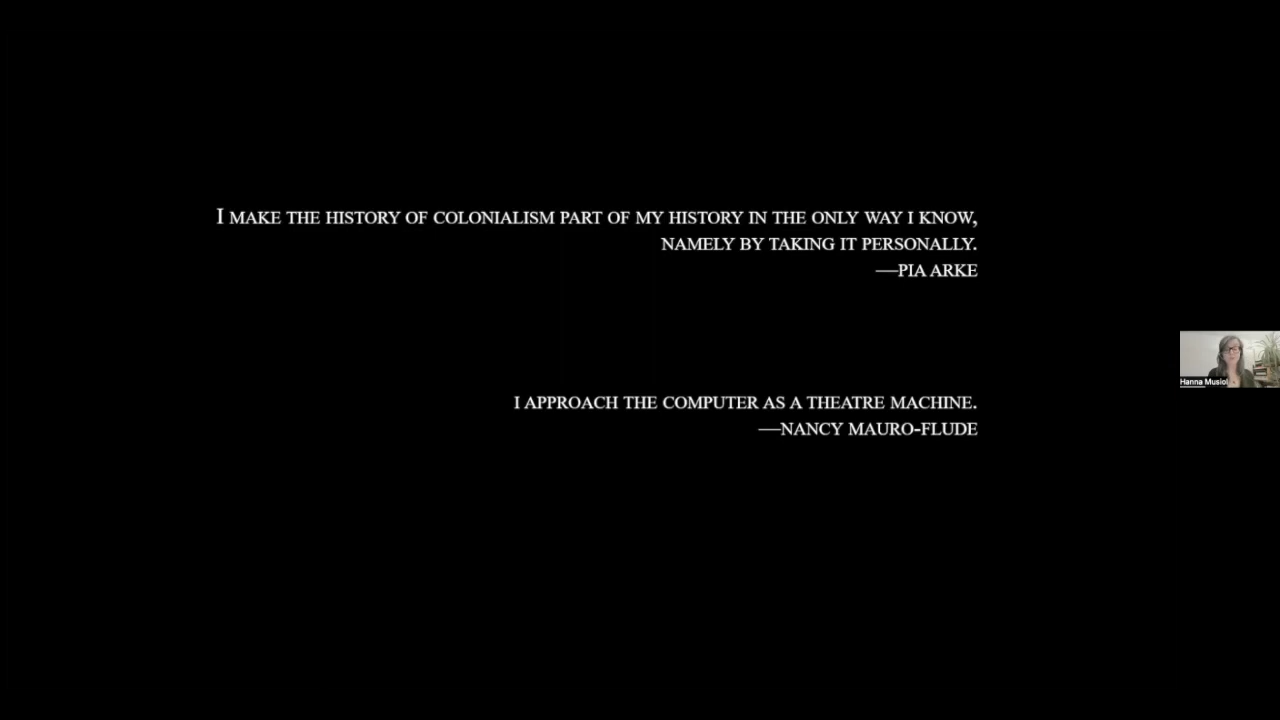 I MAKE THE HISTORY OF COLONIALISM PART OF MY HISTORY IN THE ONLY WAY I KNOW,
NAMELY BY TAKING IT PERSONALLY.
—PIA ARKE
I APPROACH THE COMPUTER AS A THEATRE MACHINE.
—NANCY MAURO-FLUDE
Hanna Musiol